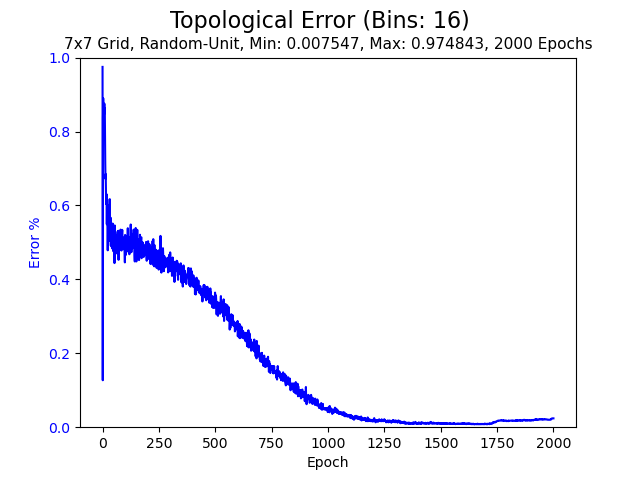 Topological Error (Bins: 16)
7x7 Grid, Random-Unit, Min: 0.007547, Max: 0.974843, 2000 Epochs
1.0
0.8
0.6
0.4
0.2
0.0
Error %
0 250 500 750 1000 1250 1500 1750 2000
Epoch